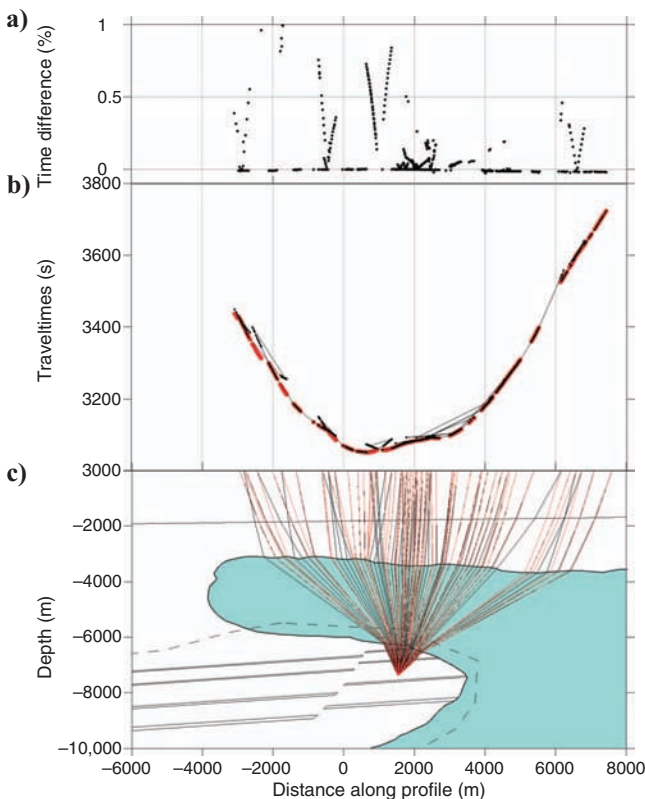 a)
Time difference (%)
1
0.5
0
b)
Traveltimes (s)
3800
3600
3400
3200
3000
c)
Depth (m)
−2000
−4000
−6000
−8000
−10,000
−6000 −4000 −2000 0 2000 4000 6000 8000
Distance along profile (m)